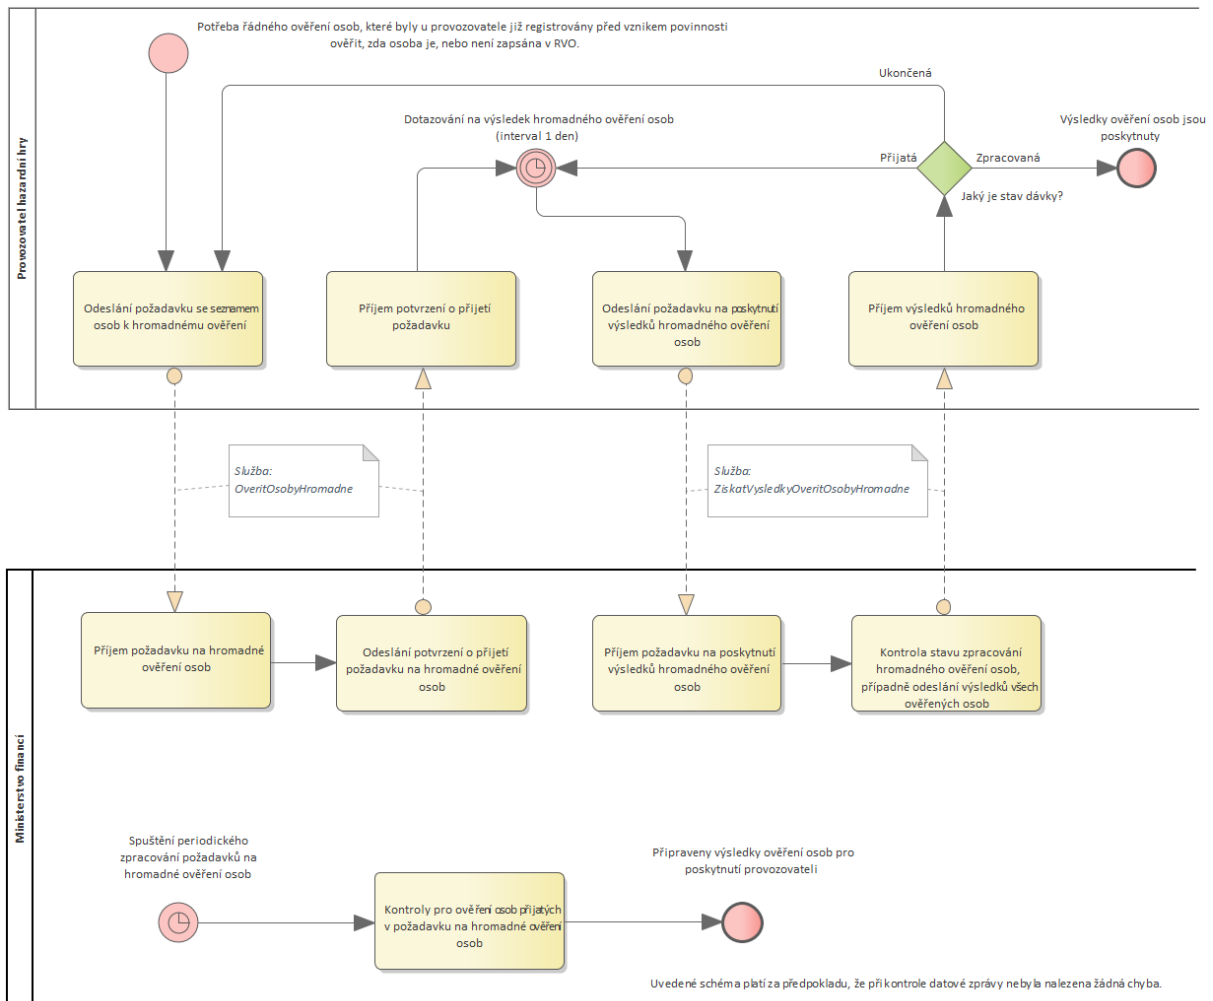 Potřeba řádného ověření osob, které byly u provozovatele již registrovány před vznikem povinnosti
ověřit, zda osoba je, nebo není zapsána v RVO.
Ukončená
Dotazování na výsledek hromadného ověření osob
(interval 1 den)
Výsledky ověření osob jsou
poskytnuty
Přijatá
Zpracovaná
Jaký je stav dávky?
Provozovatel hazardní hry
Odeslání požadavku se seznamem
osob k hromadnému ověření
Příjem potvrzení o přijetí
požadavku
Odeslání požadavku na poskytnutí
výsledků hromadného ověření
osob
Příjem výsledků hromadného
ověření osob
Služba:
OveritOsobyHromadne
Služba:
ZiskatVysledkyOveritOsobyHromadne
Ministerstvo financí
Příjem požadavku na hromadné
ověření osob
Odeslání potvrzení o přijetí
požadavku na hromadné ověření
osob
Příjem požadavku na poskytnutí
výsledků hromadného ověření
osob
Kontrola stavu zpracování
hromadného ověření osob,
případně odeslání výsledků všech
ověřených osob
Spuštění periodického
zpracování požadavků na
hromadné ověření osob
Kontroly pro ověření osob přijatých
v požadavku na hromadné ověření
osob
Připraveny výsledky ověření osob pro
poskytnutí provozovateli
Uvedené schéma platí za předpokladu, že při kontrole datové zprávy nebyla nalezena žádná chyba.